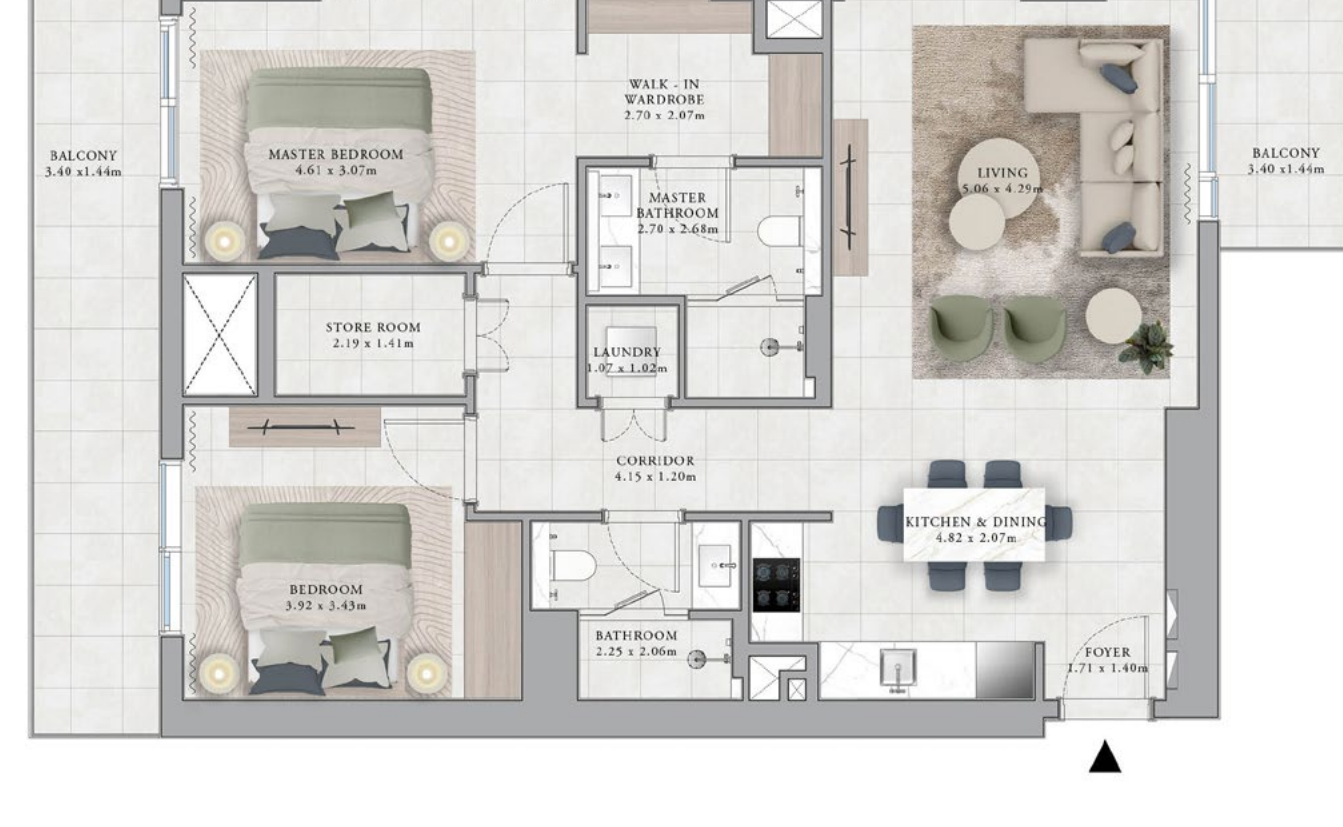 WALK - IN
WARDROBE
2.70 x 2.07m
BALCONY
3.40 x1.44m
MASTER BEDROOM
4.61 x 3.07m
LIVING
5.06 x 4.29m
BALCONY
3.40 x1.44m
MASTER
BATHROOM
2.70 x 2.68m
STORE ROOM
2.19 x 1.41m
LAUNDRY
1.07 x 1.02m
CORRIDOR
4.15 x 1.20m
KITCHEN & DINING
4.82 x 2.07m
BEDROOM
3.92 x 3.43m
BATHROOM
2.25 x 2.06m
FOYER
1.71 x 1.40m